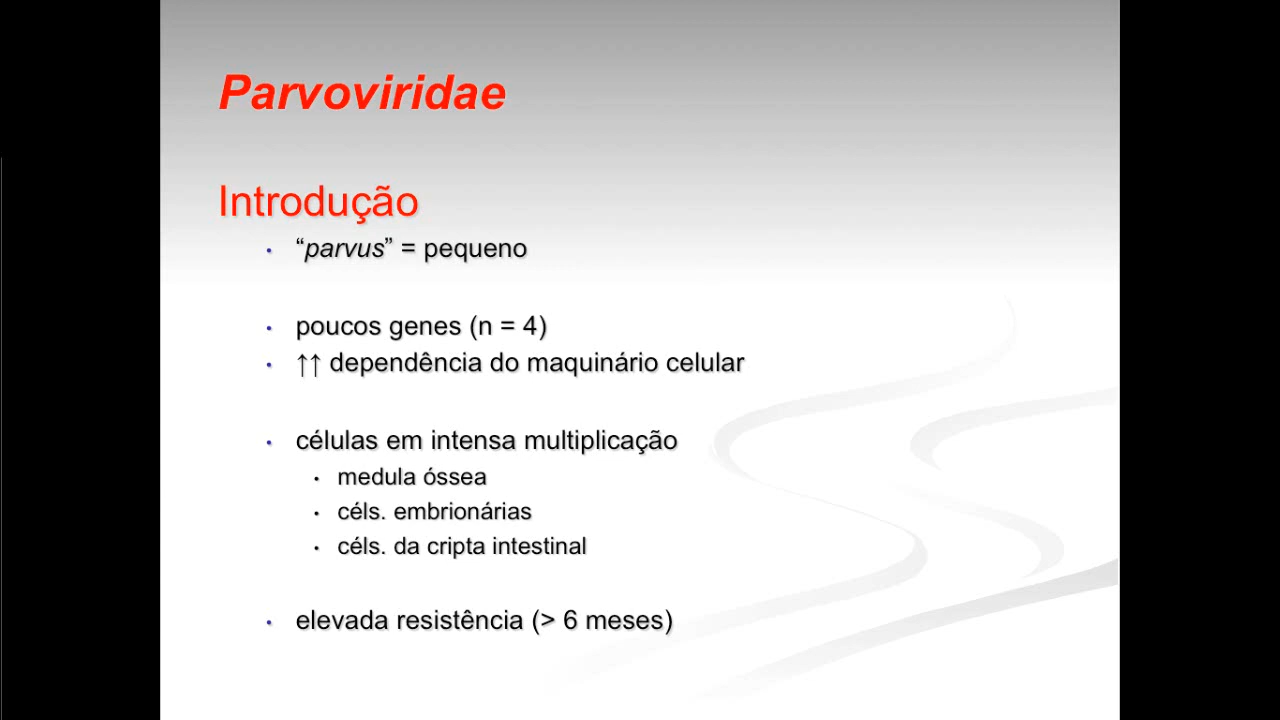 Parvoviridae
Introdução
• “parvus” = pequeno
• poucos genes (n = 4)
• ↑↑ dependência do maquinário celular
• células em intensa multiplicação
• medula óssea
• céls. embrionárias
• céls. da cripta intestinal
• elevada resistência (> 6 meses)